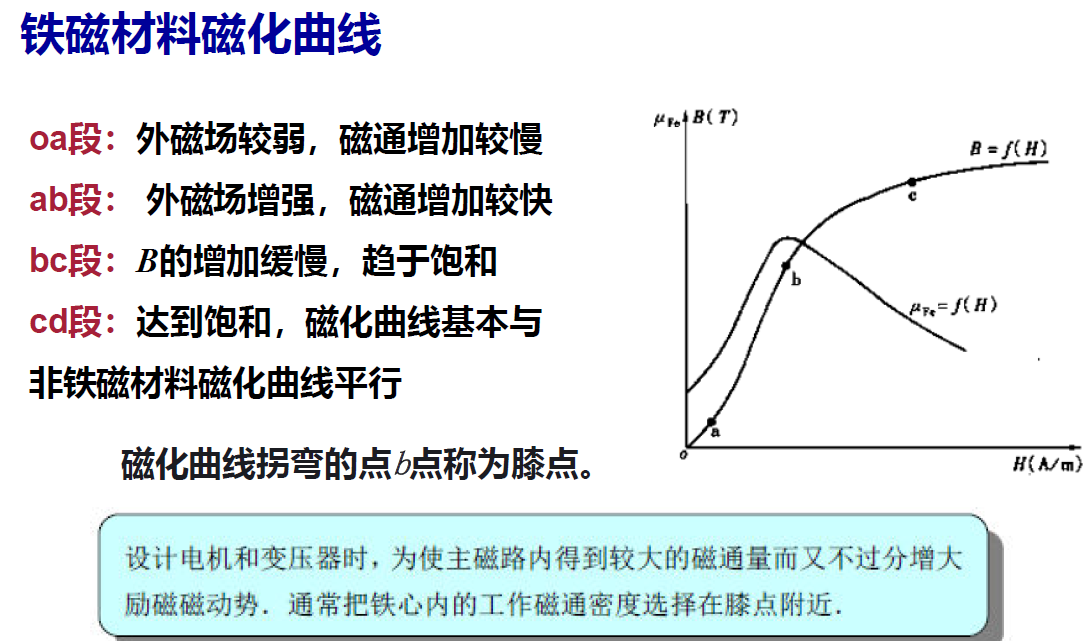 铁磁材料磁化曲线
oa段：外磁场较弱，磁通增加较慢
ab段： 外磁场增强，磁通增加较快
bc段：B的增加缓慢，趋于饱和
cd段：达到饱和，磁化曲线基本与
非铁磁材料磁化曲线平行
磁化曲线拐弯的点b点称为膝点。
μFe B(T)
B=f(H)
c
b
μFe=f(H)
a
o
H(A/m)
设计电机和变压器时，为使主磁路内得到较大的磁通量而又不过分增大
励磁磁动势．通常把铁心内的工作磁通密度选择在膝点附近．